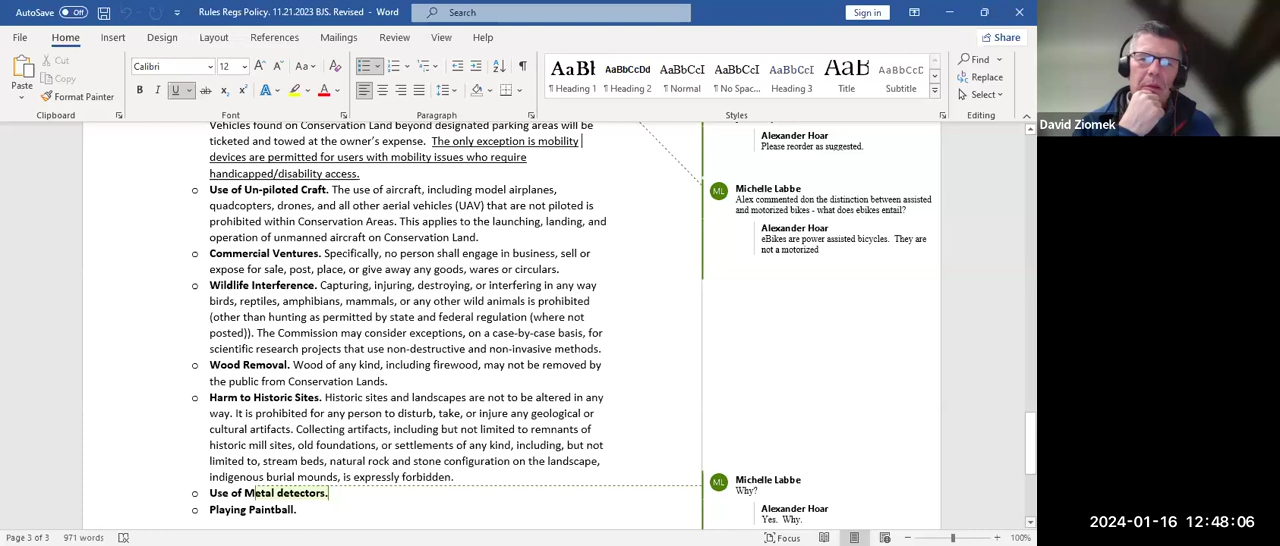 AutoSave Off Rules Regs Policy. 11.21.2023 BJS. Revised - Word Search Sign in
File Home Insert Design Layout References Mailings Review View Help Share
Paste Cut Copy Format Painter
Clipboard
Calibri 12
Font
Paragraph
AaBl AaBbCcDd AaBbCcI AaBbCcI AaBbCcI AaB AaBbCcD
¶ Heading 1 ¶ Heading 2 ¶ Normal ¶ No Spac... Heading 3 Title Subtitle
Styles
Find
Replace
Select
Editing
David Ziomek
Vehicles found on Conservation Land beyond designated parking areas will be
ticketed and towed at the owner's expense. The only exception is mobility
devices are permitted for users with mobility issues who require
handicapped/disability access.
o Use of Un-piloted Craft. The use of aircraft, including model airplanes,
quadcopters, drones, and all other aerial vehicles (UAV) that are not piloted is
prohibited within Conservation Areas. This applies to the launching, landing, and
operation of unmanned aircraft on Conservation Land.
o Commercial Ventures. Specifically, no person shall engage in business, sell or
expose for sale, post, place, or give away any goods, wares or circulars.
o Wildlife Interference. Capturing, injuring, destroying, or interfering in any way
birds, reptiles, amphibians, mammals, or any other wild animals is prohibited
(other than hunting as permitted by state and federal regulation (where not
posted)). The Commission may consider exceptions, on a case-by-case basis, for
scientific research projects that use non-destructive and non-invasive methods.
o Wood Removal. Wood of any kind, including firewood, may not be removed by
the public from Conservation Lands.
o Harm to Historic Sites. Historic sites and landscapes are not to be altered in any
way. It is prohibited for any person to disturb, take, or injure any geological or
cultural artifacts. Collecting artifacts, including but not limited to remnants of
historic mill sites, old foundations, or settlements of any kind, including, but not
limited to, stream beds, natural rock and stone configuration on the landscape,
indigenous burial mounds, is expressly forbidden.
o Use of Metal detectors.
o Playing Paintball.
Alexander Hoar
Please reorder as suggested.
ML Michelle Labbe
Alex commented don the distinction between assisted
and motorized bikes - what does ebikes entail?
Alexander Hoar
eBikes are power assisted bicycles. They are
not a motorized
ML Michelle Labbe
Why?
Alexander Hoar
Yes. Why.
Page 3 of 3 971 words Focus 100%
2024-01-16 12:48:06